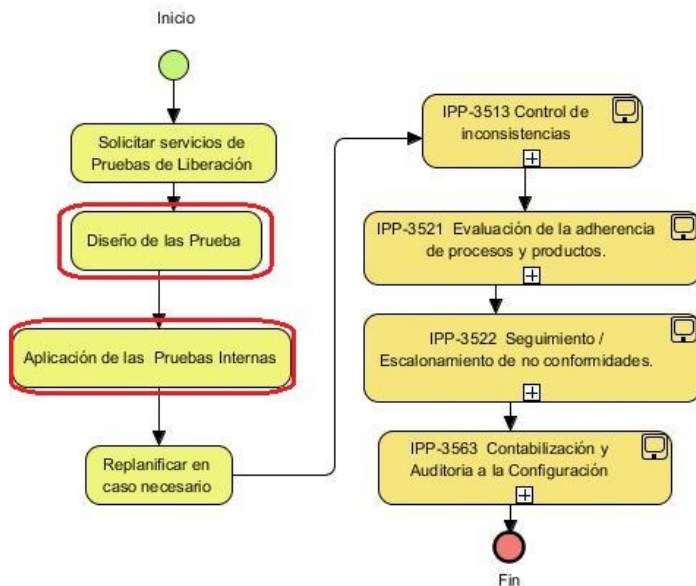 Inicio
Solicitar servicios de
Pruebas de Liberación
Diseño de las Prueba
Aplicación de las Pruebas Internas
Replanificar en
caso necesario
IPP-3513 Control de
inconsistencias
IPP-3521 Evaluación de la adherencia
de procesos y productos.
IPP-3522 Seguimiento /
Escalonamiento de no conformidades.
IPP-3563 Contabilización y
Auditoria a la Configuración
Fin